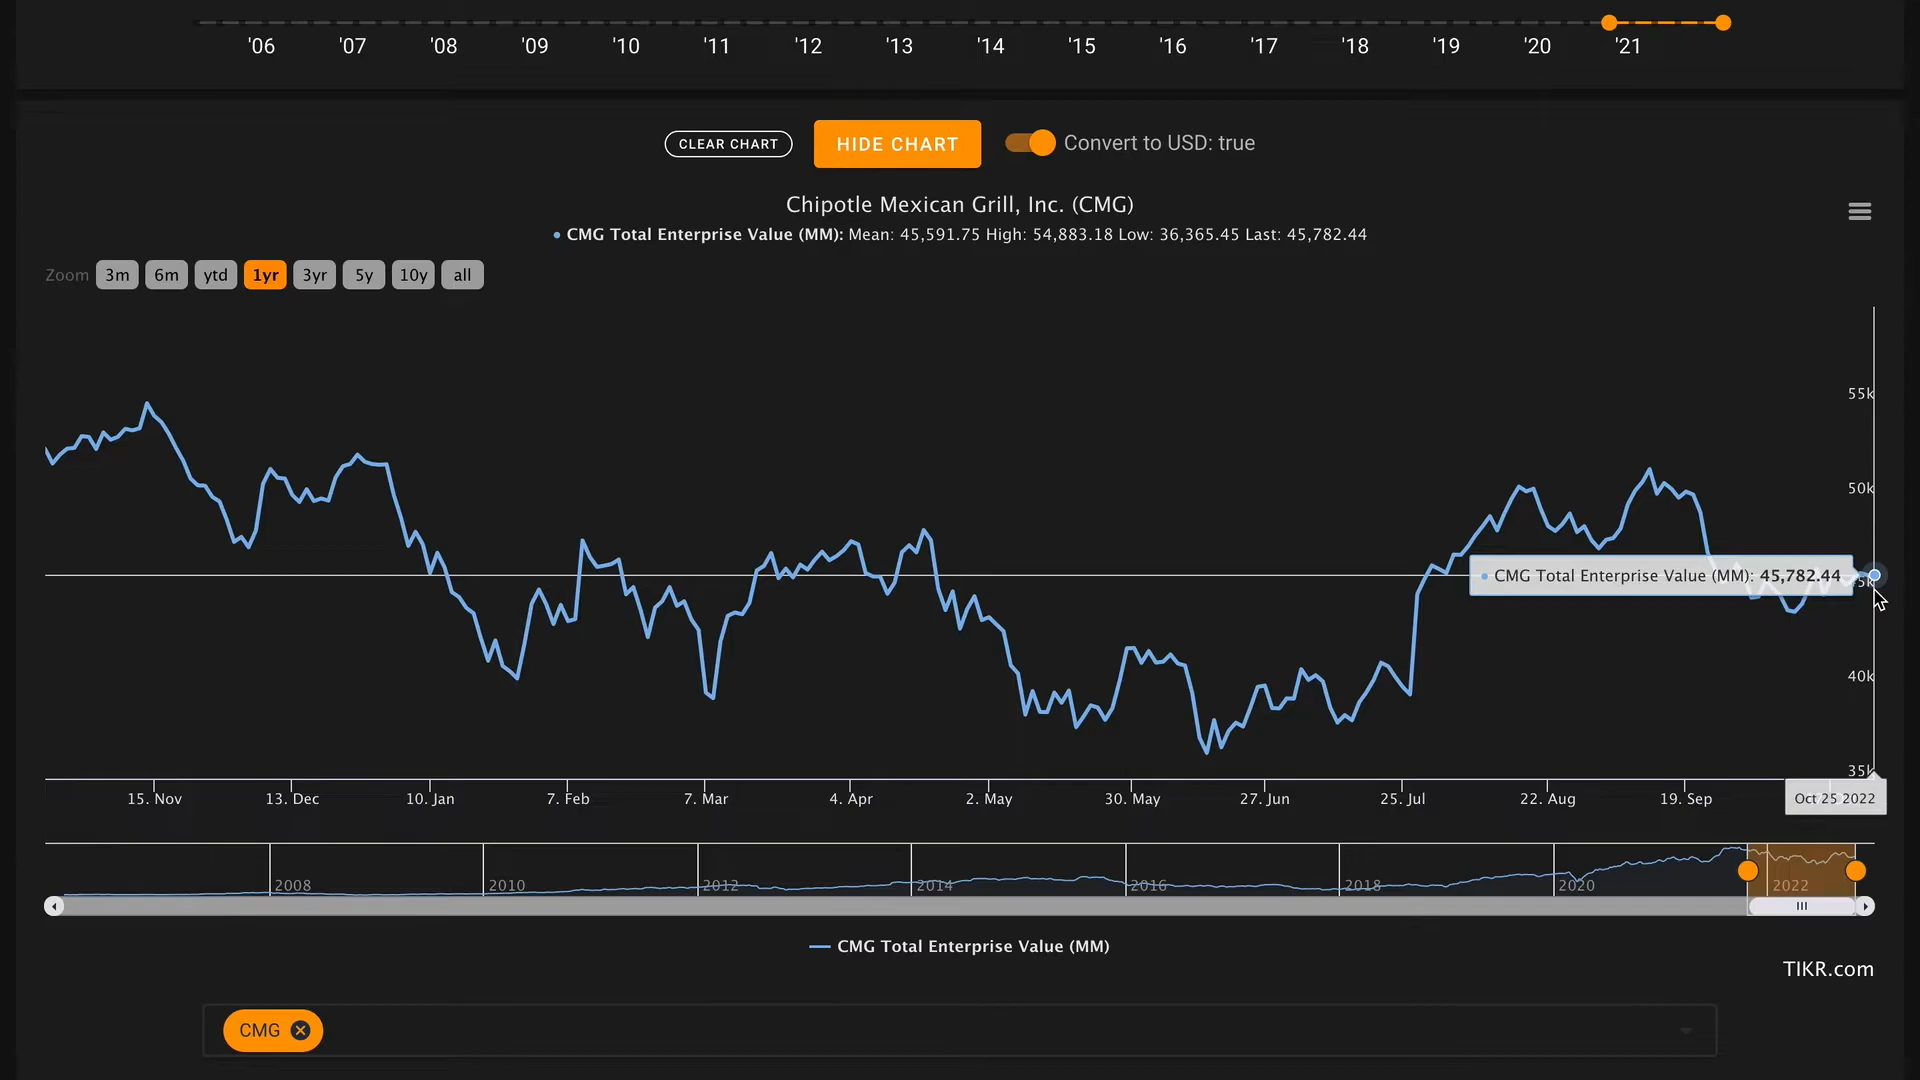 '06 '07 '08 '09 '10 '11 '12 '13 '14 '15 '16 '17 '18 '19 '20 '21
CLEAR CHART HIDE CHART Convert to USD: true
Chipotle Mexican Grill, Inc. (CMG)
CMG Total Enterprise Value (MM): Mean: 45,591.75 High: 54,883.18 Low: 36,365.45 Last: 45,782.44
Zoom 3m 6m ytd 1yr 3yr 5y 10y all
55k
50k
CMG Total Enterprise Value (MM): 45,782.44
5k
40k
35k
15. Nov 13. Dec 10. Jan 7. Feb 7. Mar 4. Apr 2. May 30. May 27. Jun 25. Jul 22. Aug 19. Sep Oct 25 2022
2008 2010 2012 2014 2016 2018 2020 2022
CMG Total Enterprise Value (MM)
TIKR.com
CMG